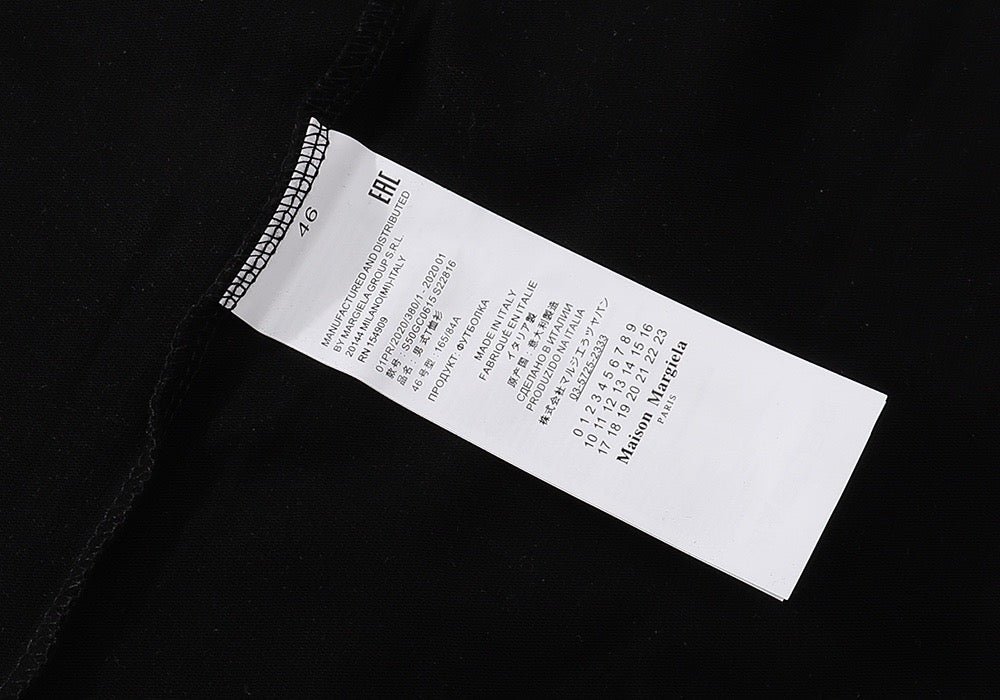 46
EAC
MANUFACTURED AND DISTRIBUTED
BY MARGIELA GROUP S.R.L.
20144 MILANO(MI)-ITALY
RN 154909
01PR/2020/380/1- 2020 01
款号: S50GC0615 S22816
品名: 男式T恤衫
46 号型: 165/84A
ПРОДУКТ: ФУТБОЛКА
MADE IN ITALY
FABRIQUÉ EN ITALIE
イタリア製
原产国: 意大利製造
СДЕЛАНО В ИТАЛИИ
PRODUZIDO NA ITALIA
株式会社マルジェラジャパン
03-5725-2333
0 1 2 3 4 5 6 7 8 9
10 11 12 13 14 15 16
17 18 19 20 21 22 23
Maison Margiela
PARIS